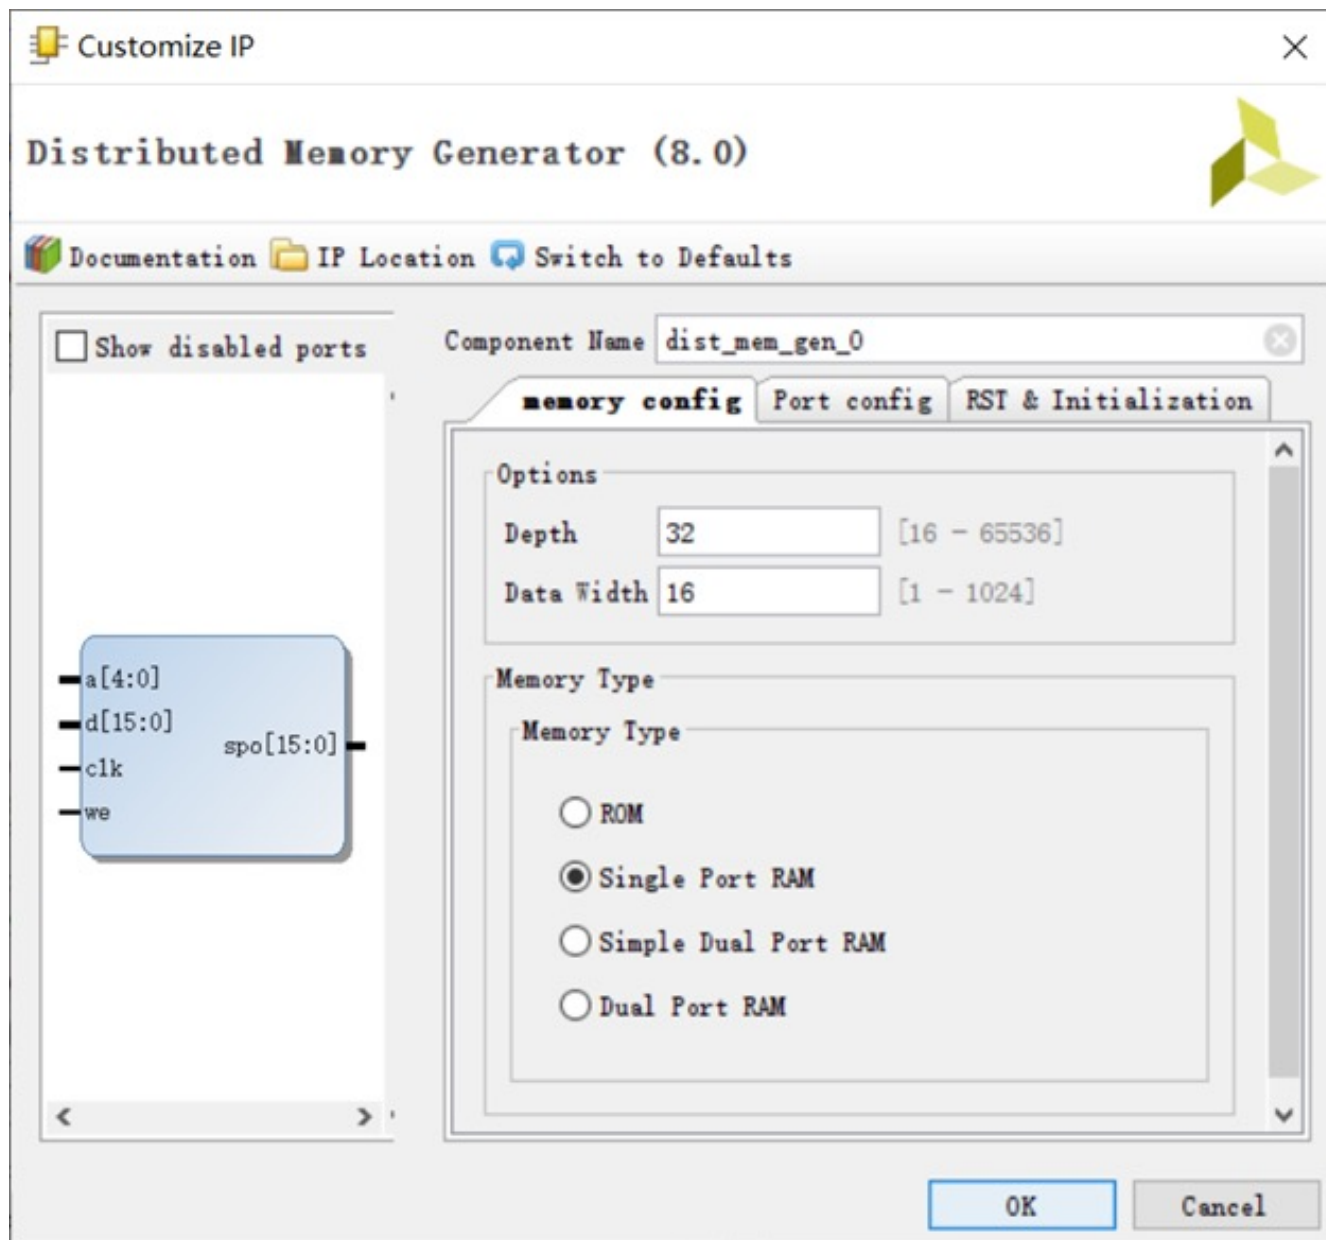 Customize IP
Distributed Memory Generator (8.0)
Documentation IP Location Switch to Defaults
Show disabled ports
Component Name dist_mem_gen_0
memory config Port config RST & Initialization
Options
Depth 32 [16 - 65536]
Data Width 16 [1 - 1024]
a[4:0]
d[15:0]
spo[15:0]
clk
we
Memory Type
Memory Type
ROM
Single Port RAM
Simple Dual Port RAM
Dual Port RAM
OK Cancel